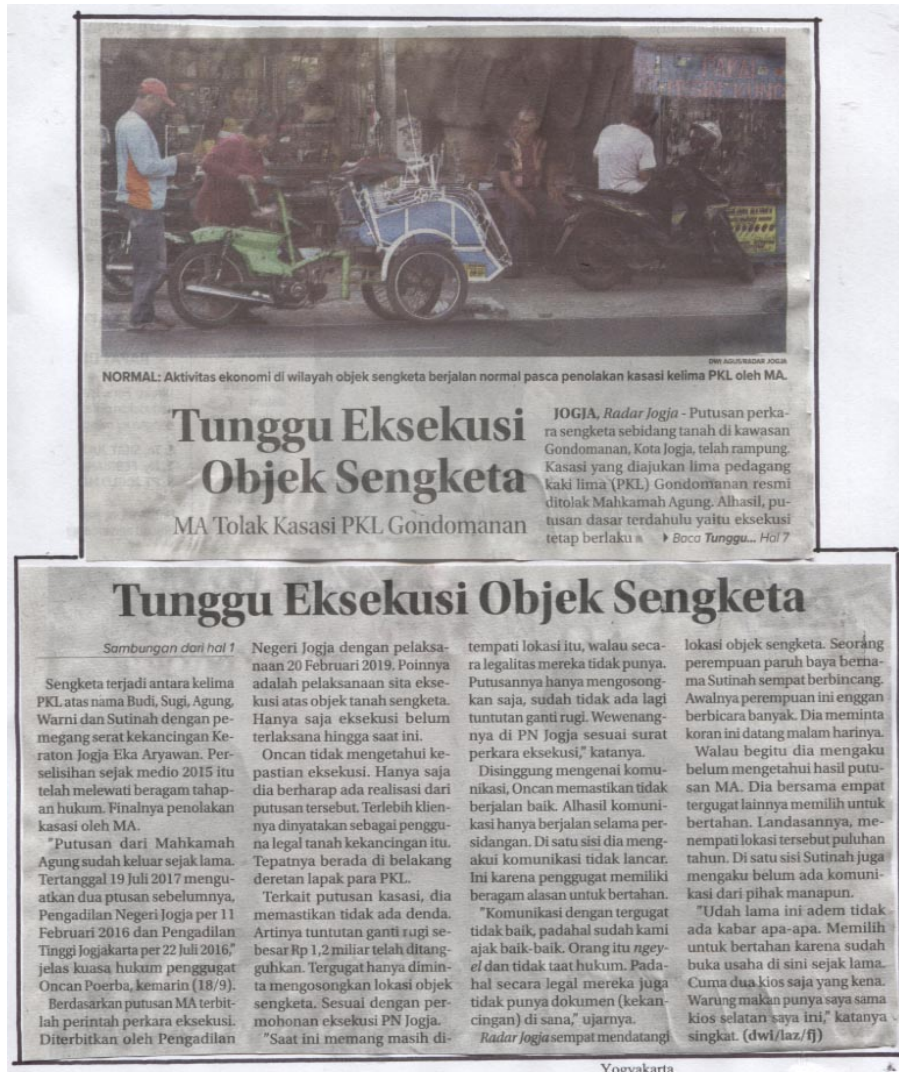 DWI AGUS/RADAR JOGJA
NORMAL: Aktivitas ekonomi di wilayah objek sengketa berjalan normal pasca penolakan kasasi kelima PKL oleh MA.
Tunggu Eksekusi
Objek Sengketa
MA Tolak Kasasi PKL Gondomanan
JOGJA, Radar Jogja - Putusan perka-
ra sengketa sebidang tanah di kawasan
Gondomanan, Kota Jogja, telah rampung.
Kasasi yang diajukan lima pedagang
kaki lima (PKL) Gondomanan resmi
ditolak Mahkamah Agung. Alhasil, pu-
tusan dasar terdahulu yaitu eksekusi
tetap berlaku
Baca Tunggu... Hal 7
Tunggu Eksekusi Objek Sengketa
Sambungan dari hal 1
Sengketa terjadi antara kelima
PKL atas nama Budi, Sugi, Agung,
Warni dan Sutinah dengan pe-
megang serat kekancingan Ke-
raton Jogja Eka Aryawan. Per-
selisihan sejak medio 2015 itu
telah melewati beragam tahap-
an hukum. Finalnya penolakan
kasasi oleh MA.
"Putusan dari Mahkamah
Agung sudah keluar sejak lama.
Tertanggal 19 Juli 2017 mengu-
atkan dua ptusan sebelumnya,
Pengadilan Negeri Jogja per 11
Februari 2016 dan Pengadilan
Tinggi Jogjakarta per 22 Juli 2016,"
jelas kuasa hukum penggugat
Oncan Poerba, kemarin (18/9).
Berdasarkan putusan MA terbit-
lah perintah perkara eksekusi.
Diterbitkan oleh Pengadilan
Negeri Jogja dengan pelaksa-
naan 20 Februari 2019. Poinnya
adalah pelaksanaan sita ekse-
kusi atas objek tanah sengketa.
Hanya saja eksekusi belum
terlaksana hingga saat ini.
Oncan tidak mengetahui ke-
pastian eksekusi. Hanya saja
dia berharap ada realisasi dari
putusan tersebut. Terlebih klien-
nya dinyatakan sebagai penggu-
na legal tanah kekancingan itu.
Tepatnya berada di belakang
deretan lapak para PKL.
Terkait putusan kasasi, dia
memastikan tidak ada denda.
Artinya tuntutan ganti rugi se-
besar Rp 1,2 miliar telah ditang-
guhkan. Tergugat hanya dimin-
ta mengosongkan lokasi objek
sengketa. Sesuai dengan per-
mohonan eksekusi PN Jogja.
"Saat ini memang masih di-
tempati lokasi itu, walau seca-
ra legalitas mereka tidak punya.
Putusannya hanya mengosong-
kan saja, sudah tidak ada lagi
tuntutan ganti rugi. Wewenang-
nya di PN Jogja sesuai surat
perkara eksekusi," katanya.
Disinggung mengenai komu-
nikasi, Oncan memastikan tidak
berjalan baik. Alhasil komuni-
kasi hanya berjalan selama per-
sidangan. Di satu sisi dia meng-
akui komunikasi tidak lancar.
Ini karena penggugat memiliki
beragam alasan untuk bertahan.
"Komunikasi dengan tergugat
tidak baik, padahal sudah kami
ajak baik-baik. Orang itu ngey-
el dan tidak taat hukum. Pada-
hal secara legal mereka juga
tidak punya dokumen (kekan-
cingan) di sana," ujarnya.
Radar Jogja sempat mendatangi
lokasi objek sengketa. Seorang
perempuan paruh baya berna-
ma Sutinah sempat berbincang.
Awalnya perempuan ini enggan
berbicara banyak. Dia meminta
koran ini datang malam harinya.
Walau begitu dia mengaku
belum mengetahui hasil putu-
san MA. Dia bersama empat
tergugat lainnya memilih untuk
bertahan. Landasannya, me-
nempati lokasi tersebut puluhan
tahun. Di satu sisi Sutinah juga
mengaku belum ada komuni-
kasi dari pihak manapun.
"Udah lama ini adem tidak
ada kabar apa-apa. Memilih
untuk bertahan karena sudah
buka usaha di sini sejak lama.
Cuma dua kios saja yang kena.
Warung makan punya saya sama
kios selatan saya ini," katanya
singkat. (dwi/laz/fj)
Yogyakarta